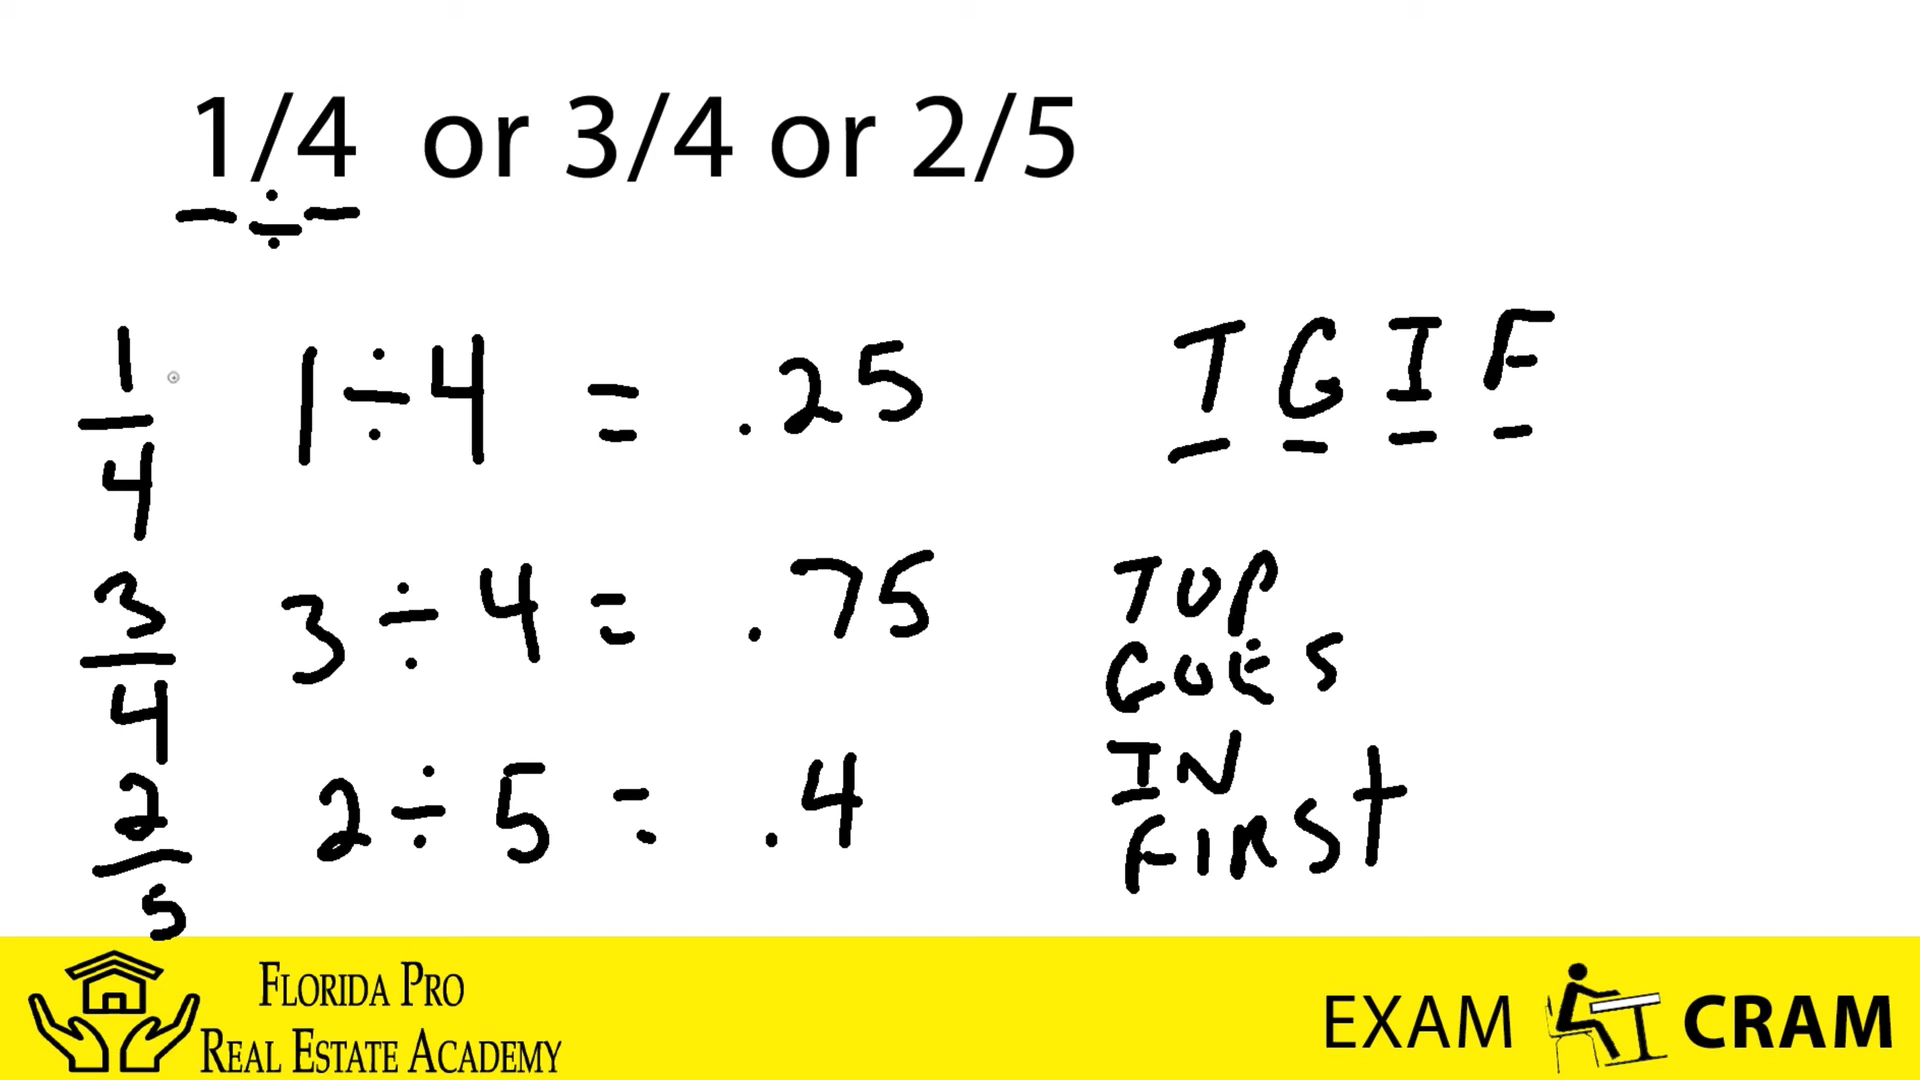 1/4 or 3/4 or 2/5
÷
1/4 1 ÷ 4 = .25
T G I F
3/4 3 ÷ 4 = .75
TOP
GOES
IN
FIRST
2/5 2 ÷ 5 = .4
FLORIDA PRO
REAL ESTATE ACADEMY
EXAM CRAM